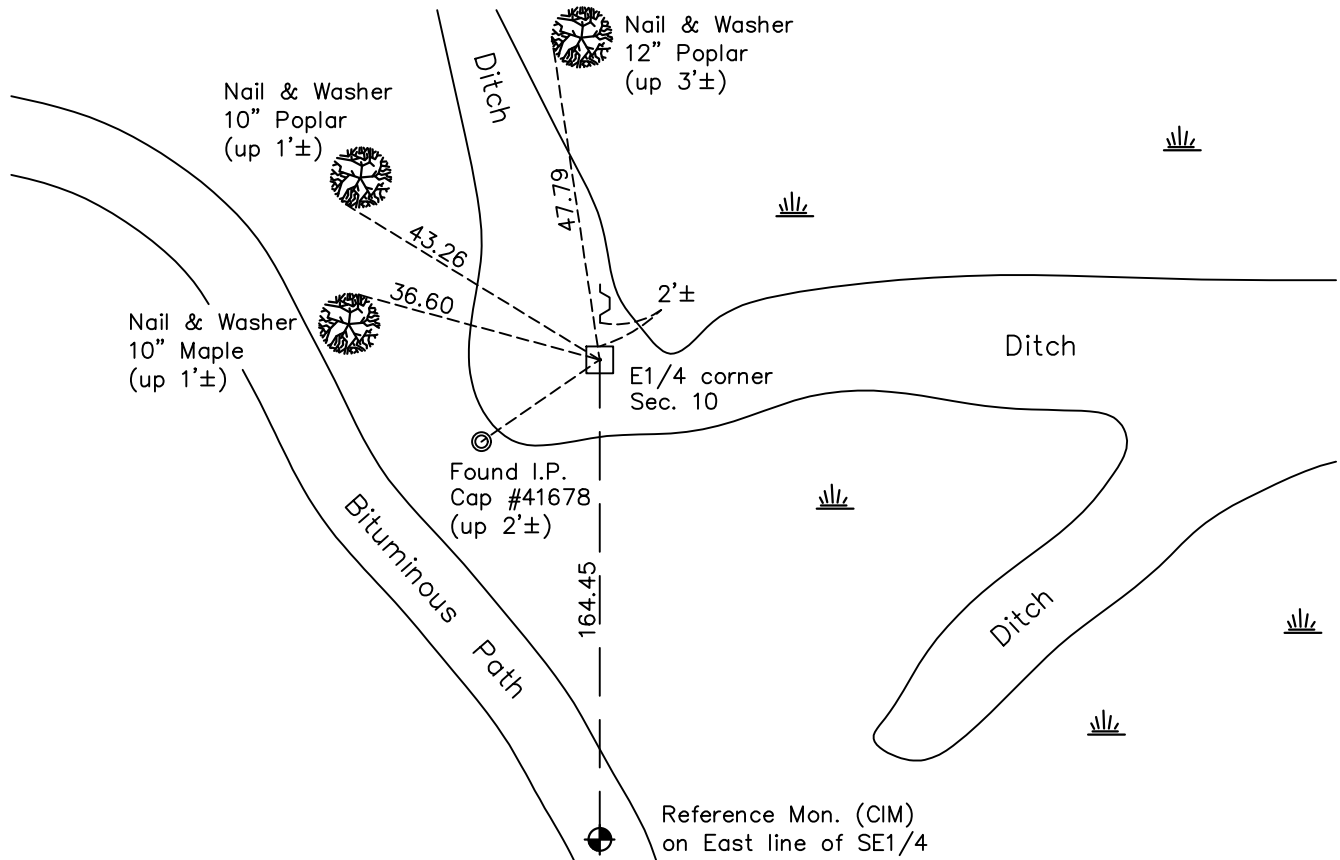 Nail & Washer
12" Poplar
(up 3'±)
Ditch
Nail & Washer
10" Poplar
(up 1'±)
47.79
43.26
36.60
2'±
Nail & Washer
10" Maple
(up 1'±)
Ditch
E1/4 corner
Sec. 10
Found I.P.
Cap #41678
(up 2'±)
Bituminous Path
164.45
Ditch
Reference Mon. (CIM)
on East line of SE1/4